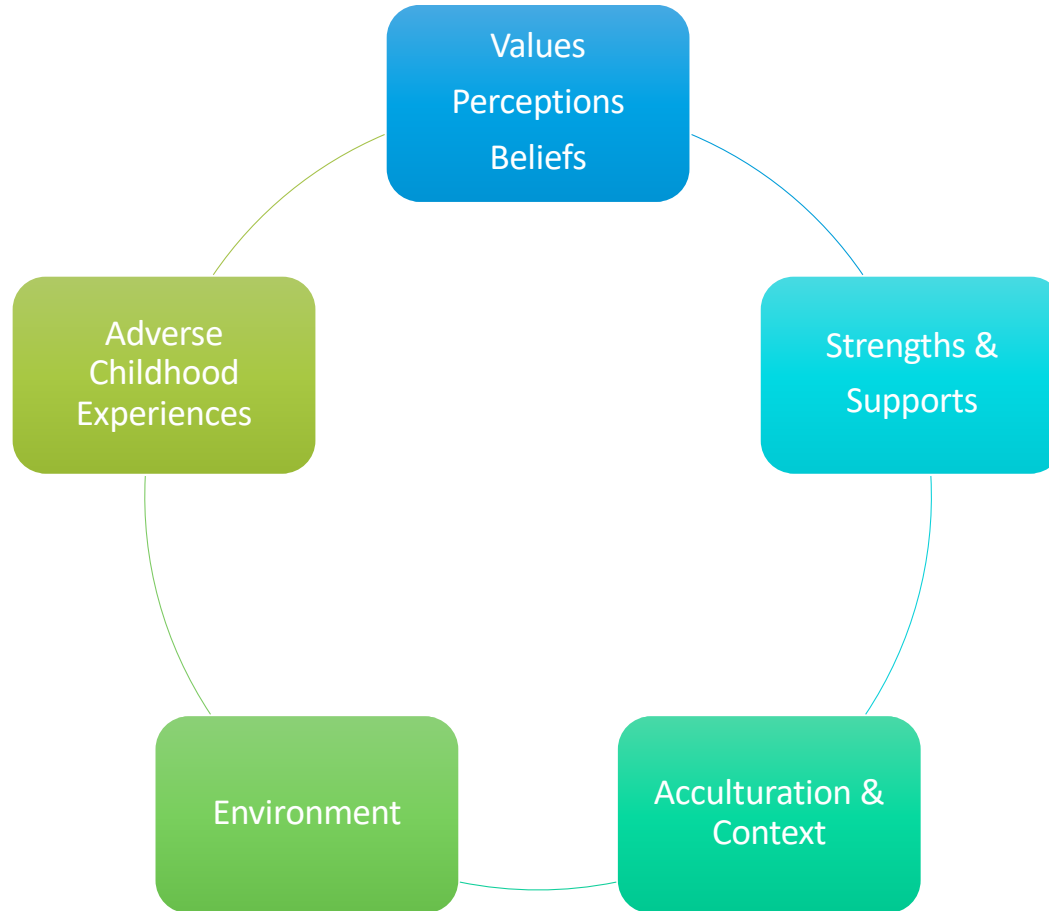 Values
Perceptions
Beliefs
Strengths &
Supports
Acculturation &
Context
Environment
Adverse
Childhood
Experiences